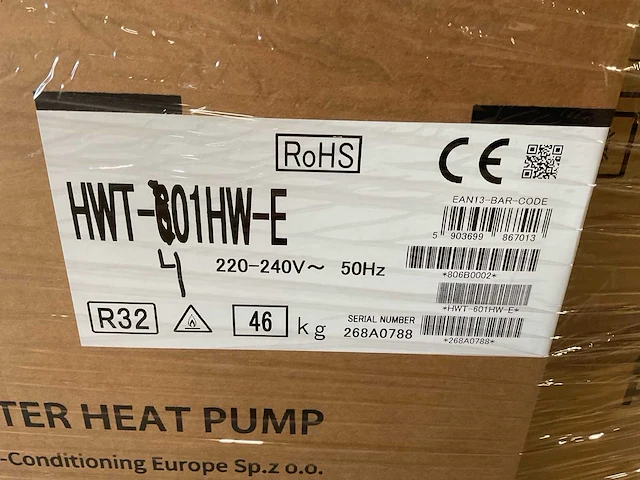 RoHS
CE
HWT-601HW-E
4
EAN13-BAR-CODE
5 903699 867013
220-240V~ 50Hz
*806B0002*
*HWT-601HW-E*
R32
46 kg
SERIAL NUMBER
268A0788
*268A0788*
TER HEAT PUMP
-Conditioning Europe Sp.z o.o.